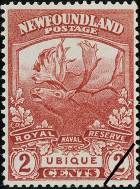 NEWFOUNDLAND
POSTAGE
ROYAL NAVAL RESERVE
2 UBIQUE 2
CENTS